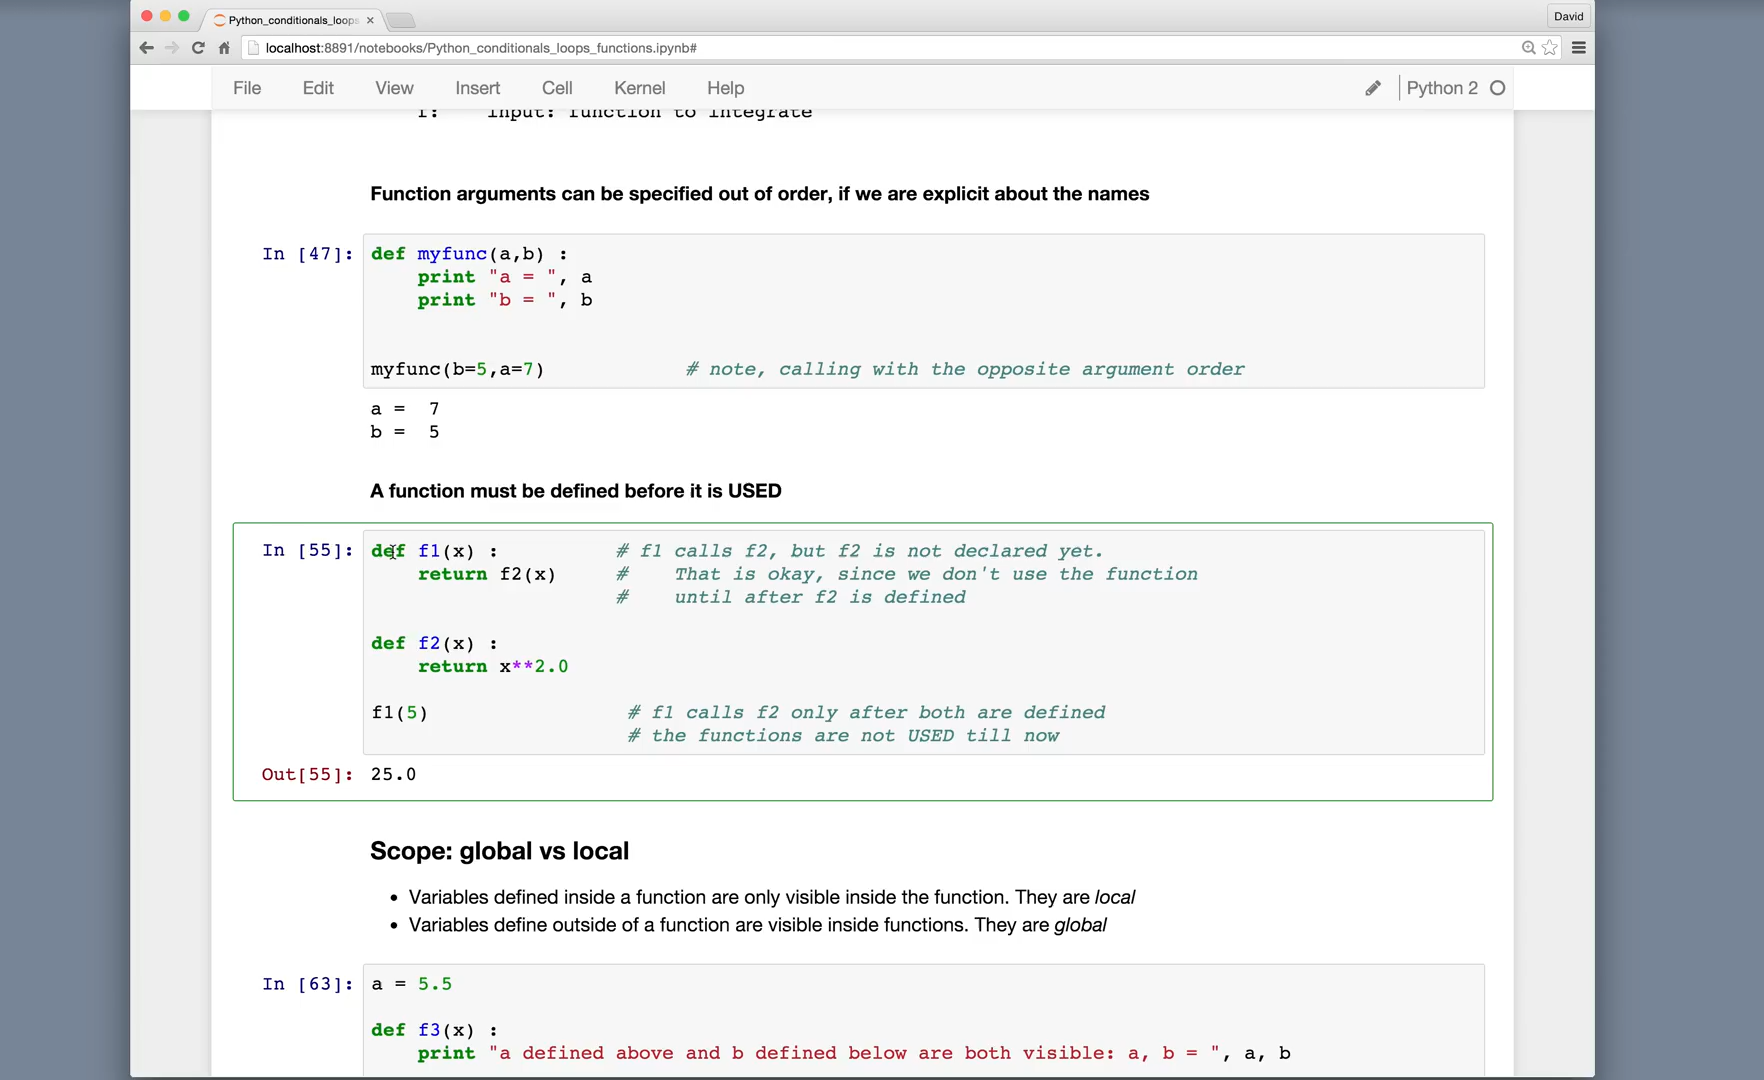 Python_conditionals_loops
David
localhost:8891/notebooks/Python_conditionals_loops_functions.ipynb#
File Edit View Insert Cell Kernel Help Python 2
f: input: function to integrate
Function arguments can be specified out of order, if we are explicit about the names
In [47]: def myfunc(a,b) :
print "a = ", a
print "b = ", b
myfunc(b=5,a=7) # note, calling with the opposite argument order
a = 7
b = 5
A function must be defined before it is USED
In [55]: def f1(x) : # f1 calls f2, but f2 is not declared yet.
return f2(x) # That is okay, since we don't use the function
# until after f2 is defined
def f2(x) :
return x**2.0
f1(5) # f1 calls f2 only after both are defined
# the functions are not USED till now
Out[55]: 25.0
Scope: global vs local
• Variables defined inside a function are only visible inside the function. They are local
• Variables define outside of a function are visible inside functions. They are global
In [63]: a = 5.5
def f3(x) :
print "a defined above and b defined below are both visible: a, b = ", a, b